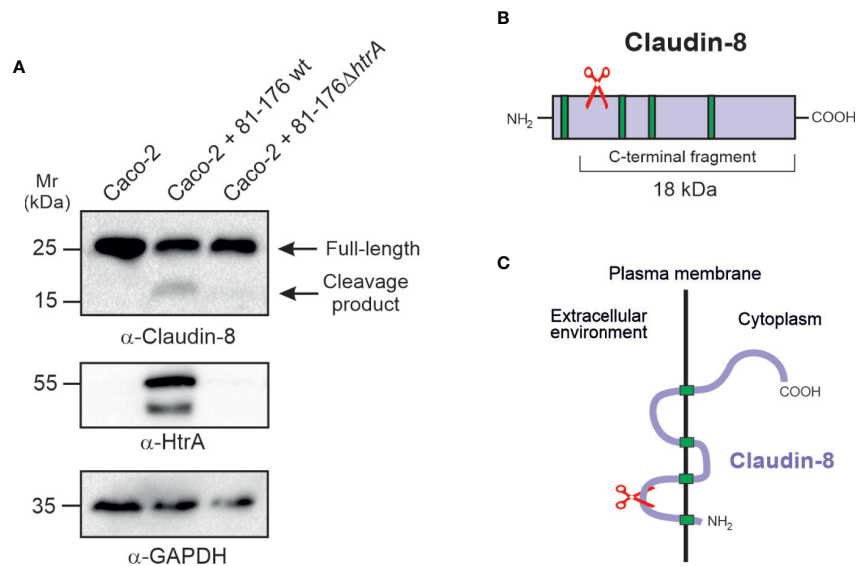 A
Caco-2
Caco-2 + 81-176 wt
Caco-2 + 81-176ΔhtrA
Mr
(kDa)
25
Full-length
Cleavage
product
15
α-Claudin-8
55
α-HtrA
35
α-GAPDH
B
Claudin-8
NH2
COOH
C-terminal fragment
18 kDa
C
Plasma membrane
Extracellular
environment
Cytoplasm
COOH
Claudin-8
NH2